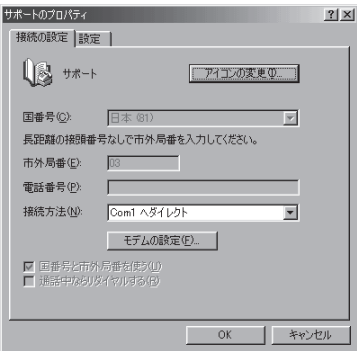 サポートのプロパティ
接続の設定 設定
サポート
アイコンの変更(I)...
国番号(C): 日本 (81)
長距離の接頭番号なしで市外局番を入力してください。
市外局番(E): 03
電話番号(P):
接続方法(N): Com1 へダイレクト
モデムの設定(F)...
国番号と市外局番を使う(U)
通話中ならリダイヤルする(R)
OK キャンセル